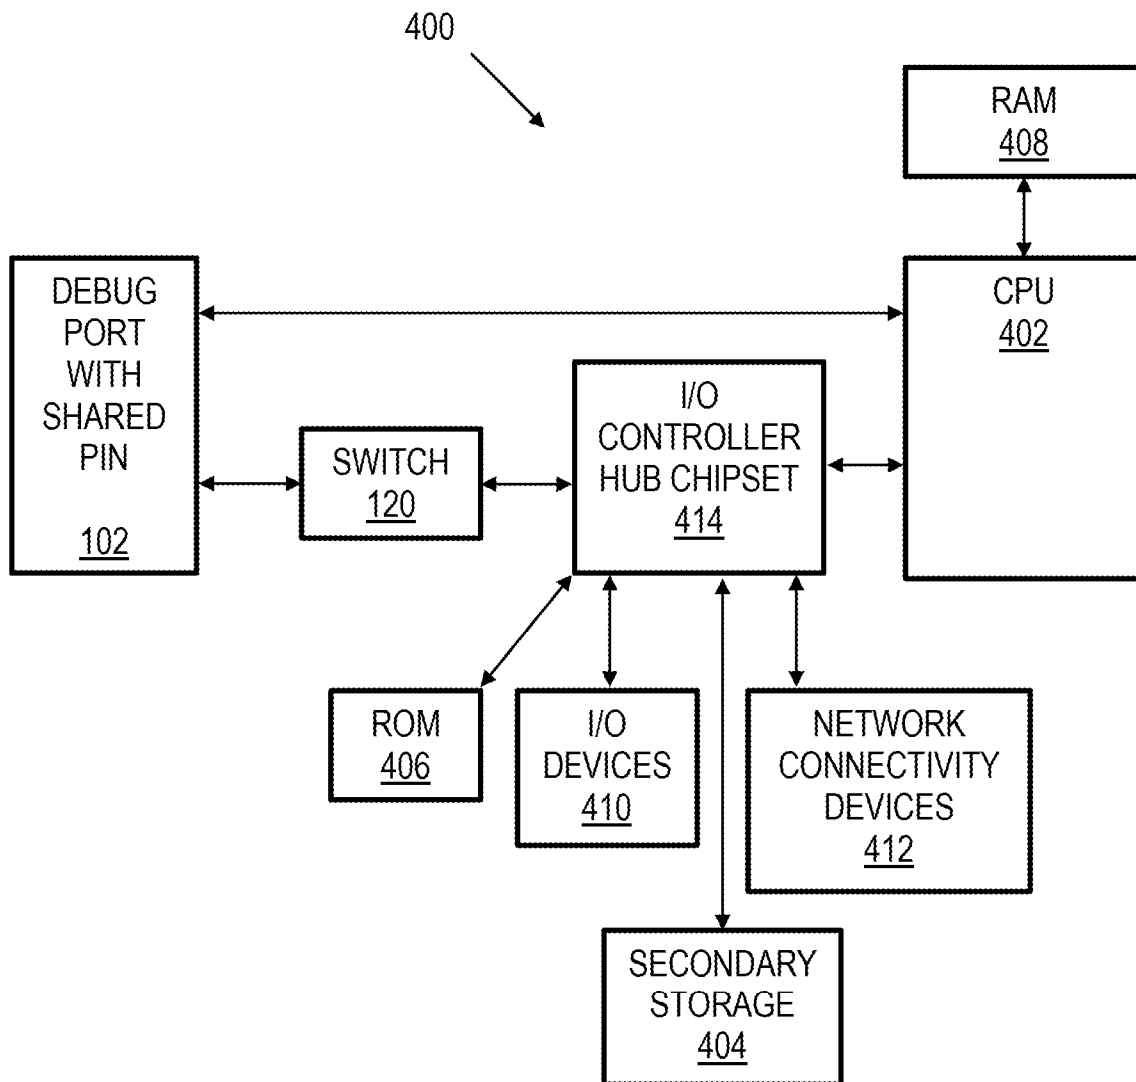 400
RAM
408
DEBUG
PORT
WITH
SHARED
PIN
102
CPU
402
I/O
CONTROLLER
HUB CHIPSET
414
SWITCH
120
ROM
406
I/O
DEVICES
410
NETWORK
CONNECTIVITY
DEVICES
412
SECONDARY
STORAGE
404